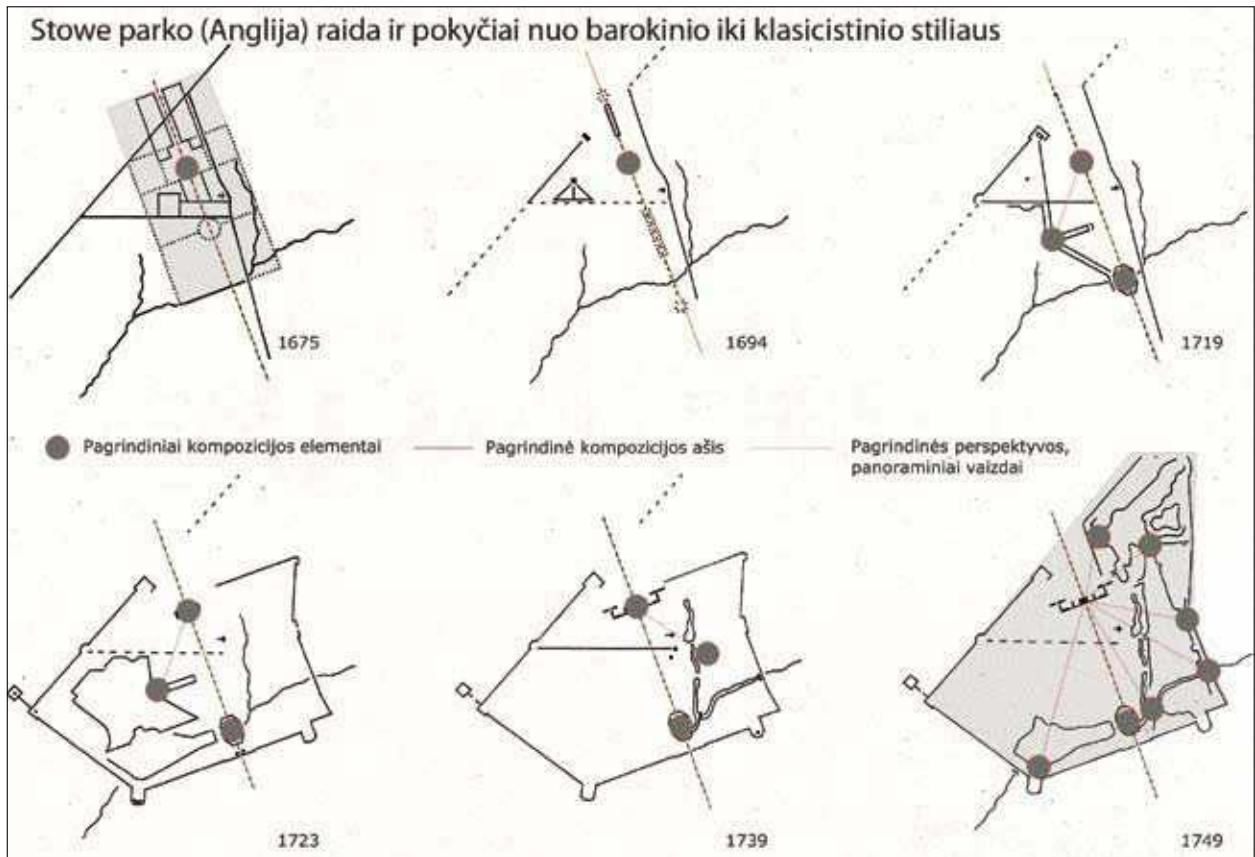 Stowe parko (Anglija) raida ir pokyčiai nuo barokinio iki klasicistinio stiliaus
1675
1694
1719
Pagrindiniai kompozicijos elementai
Pagrindinė kompozicijos ašis
Pagrindinės perspektyvos,
panoraminiai vaizdai
1723
1739
1749